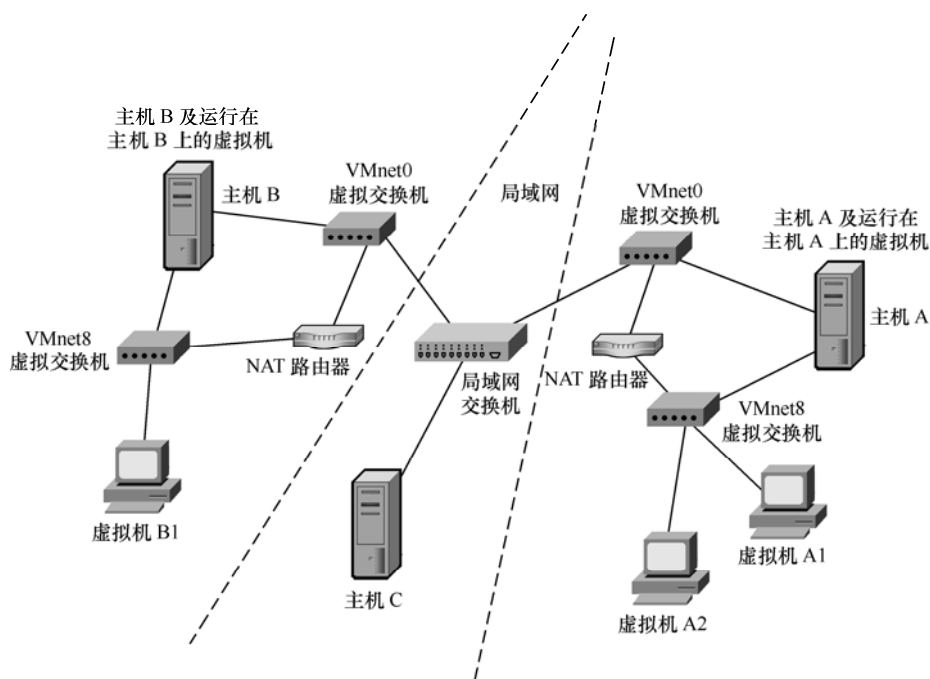 主机 B 及运行在
主机 B 上的虚拟机
主机 B
VMnet0
虚拟交换机
VMnet8
虚拟交换机
NAT 路由器
虚拟机 B1
局域网
局域网
交换机
主机 C
VMnet0
虚拟交换机
主机 A 及运行在
主机 A 上的虚拟机
主机 A
NAT 路由器
VMnet8
虚拟交换机
虚拟机 A1
虚拟机 A2